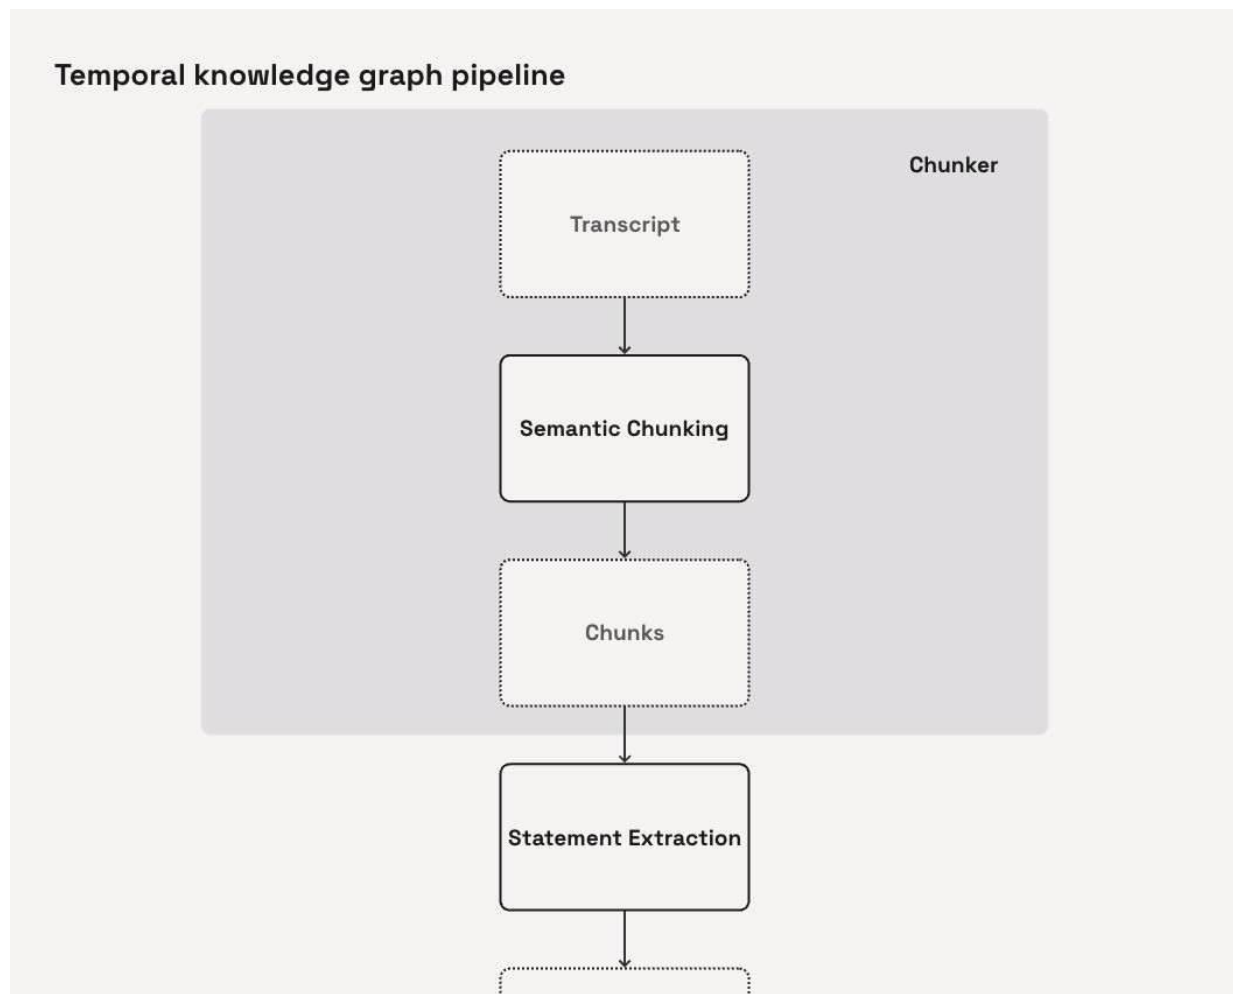 Temporal knowledge graph pipeline
Chunker
Transcript
Semantic Chunking
Chunks
Statement Extraction